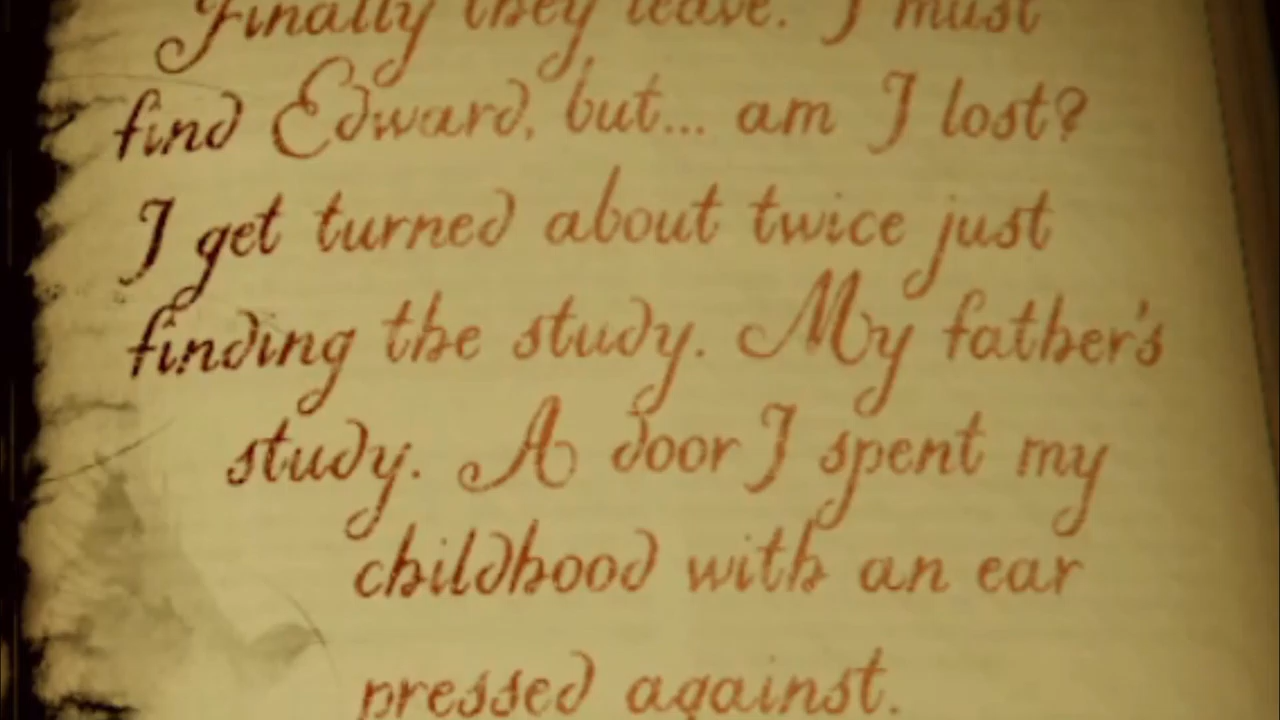 Finally they leave. I must
find Edward, but... am I lost?
I get turned about twice just
finding the study. My father's
study. A door I spent my
childhood with an ear
pressed against.